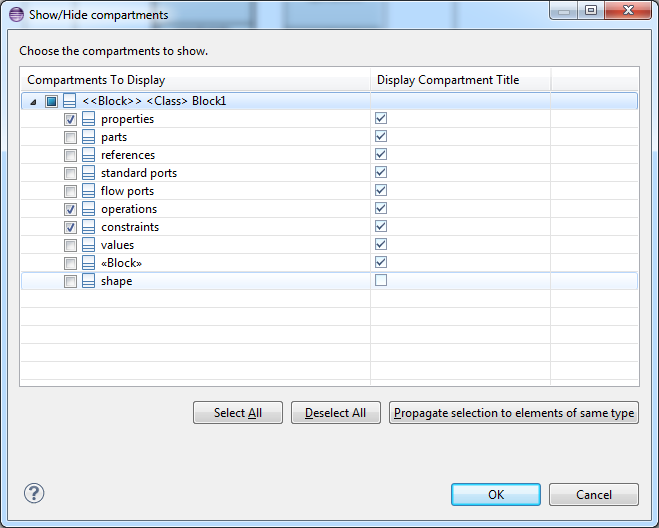 Show/Hide compartments
Choose the compartments to show.
Compartments To Display Display Compartment Title
<<Block>> <Class> Block1
properties
parts
references
standard ports
flow ports
operations
constraints
values
«Block»
shape
Select All Deselect All Propagate selection to elements of same type
? OK Cancel